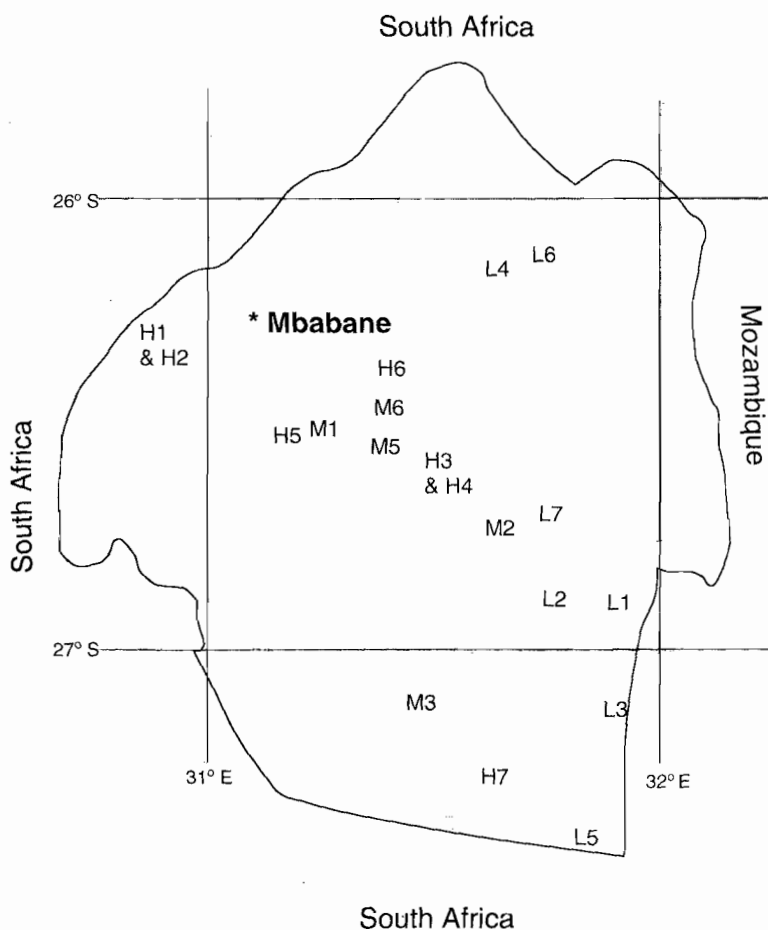 South Africa
26° S
L6
L4
* Mbabane
H1
& H2
Mozambique
H6
M6
H5 M1
M5
H3
& H4
South Africa
L7
M2
L2
L1
27° S
M3
L3
31° E
H7
32° E
L5
South Africa